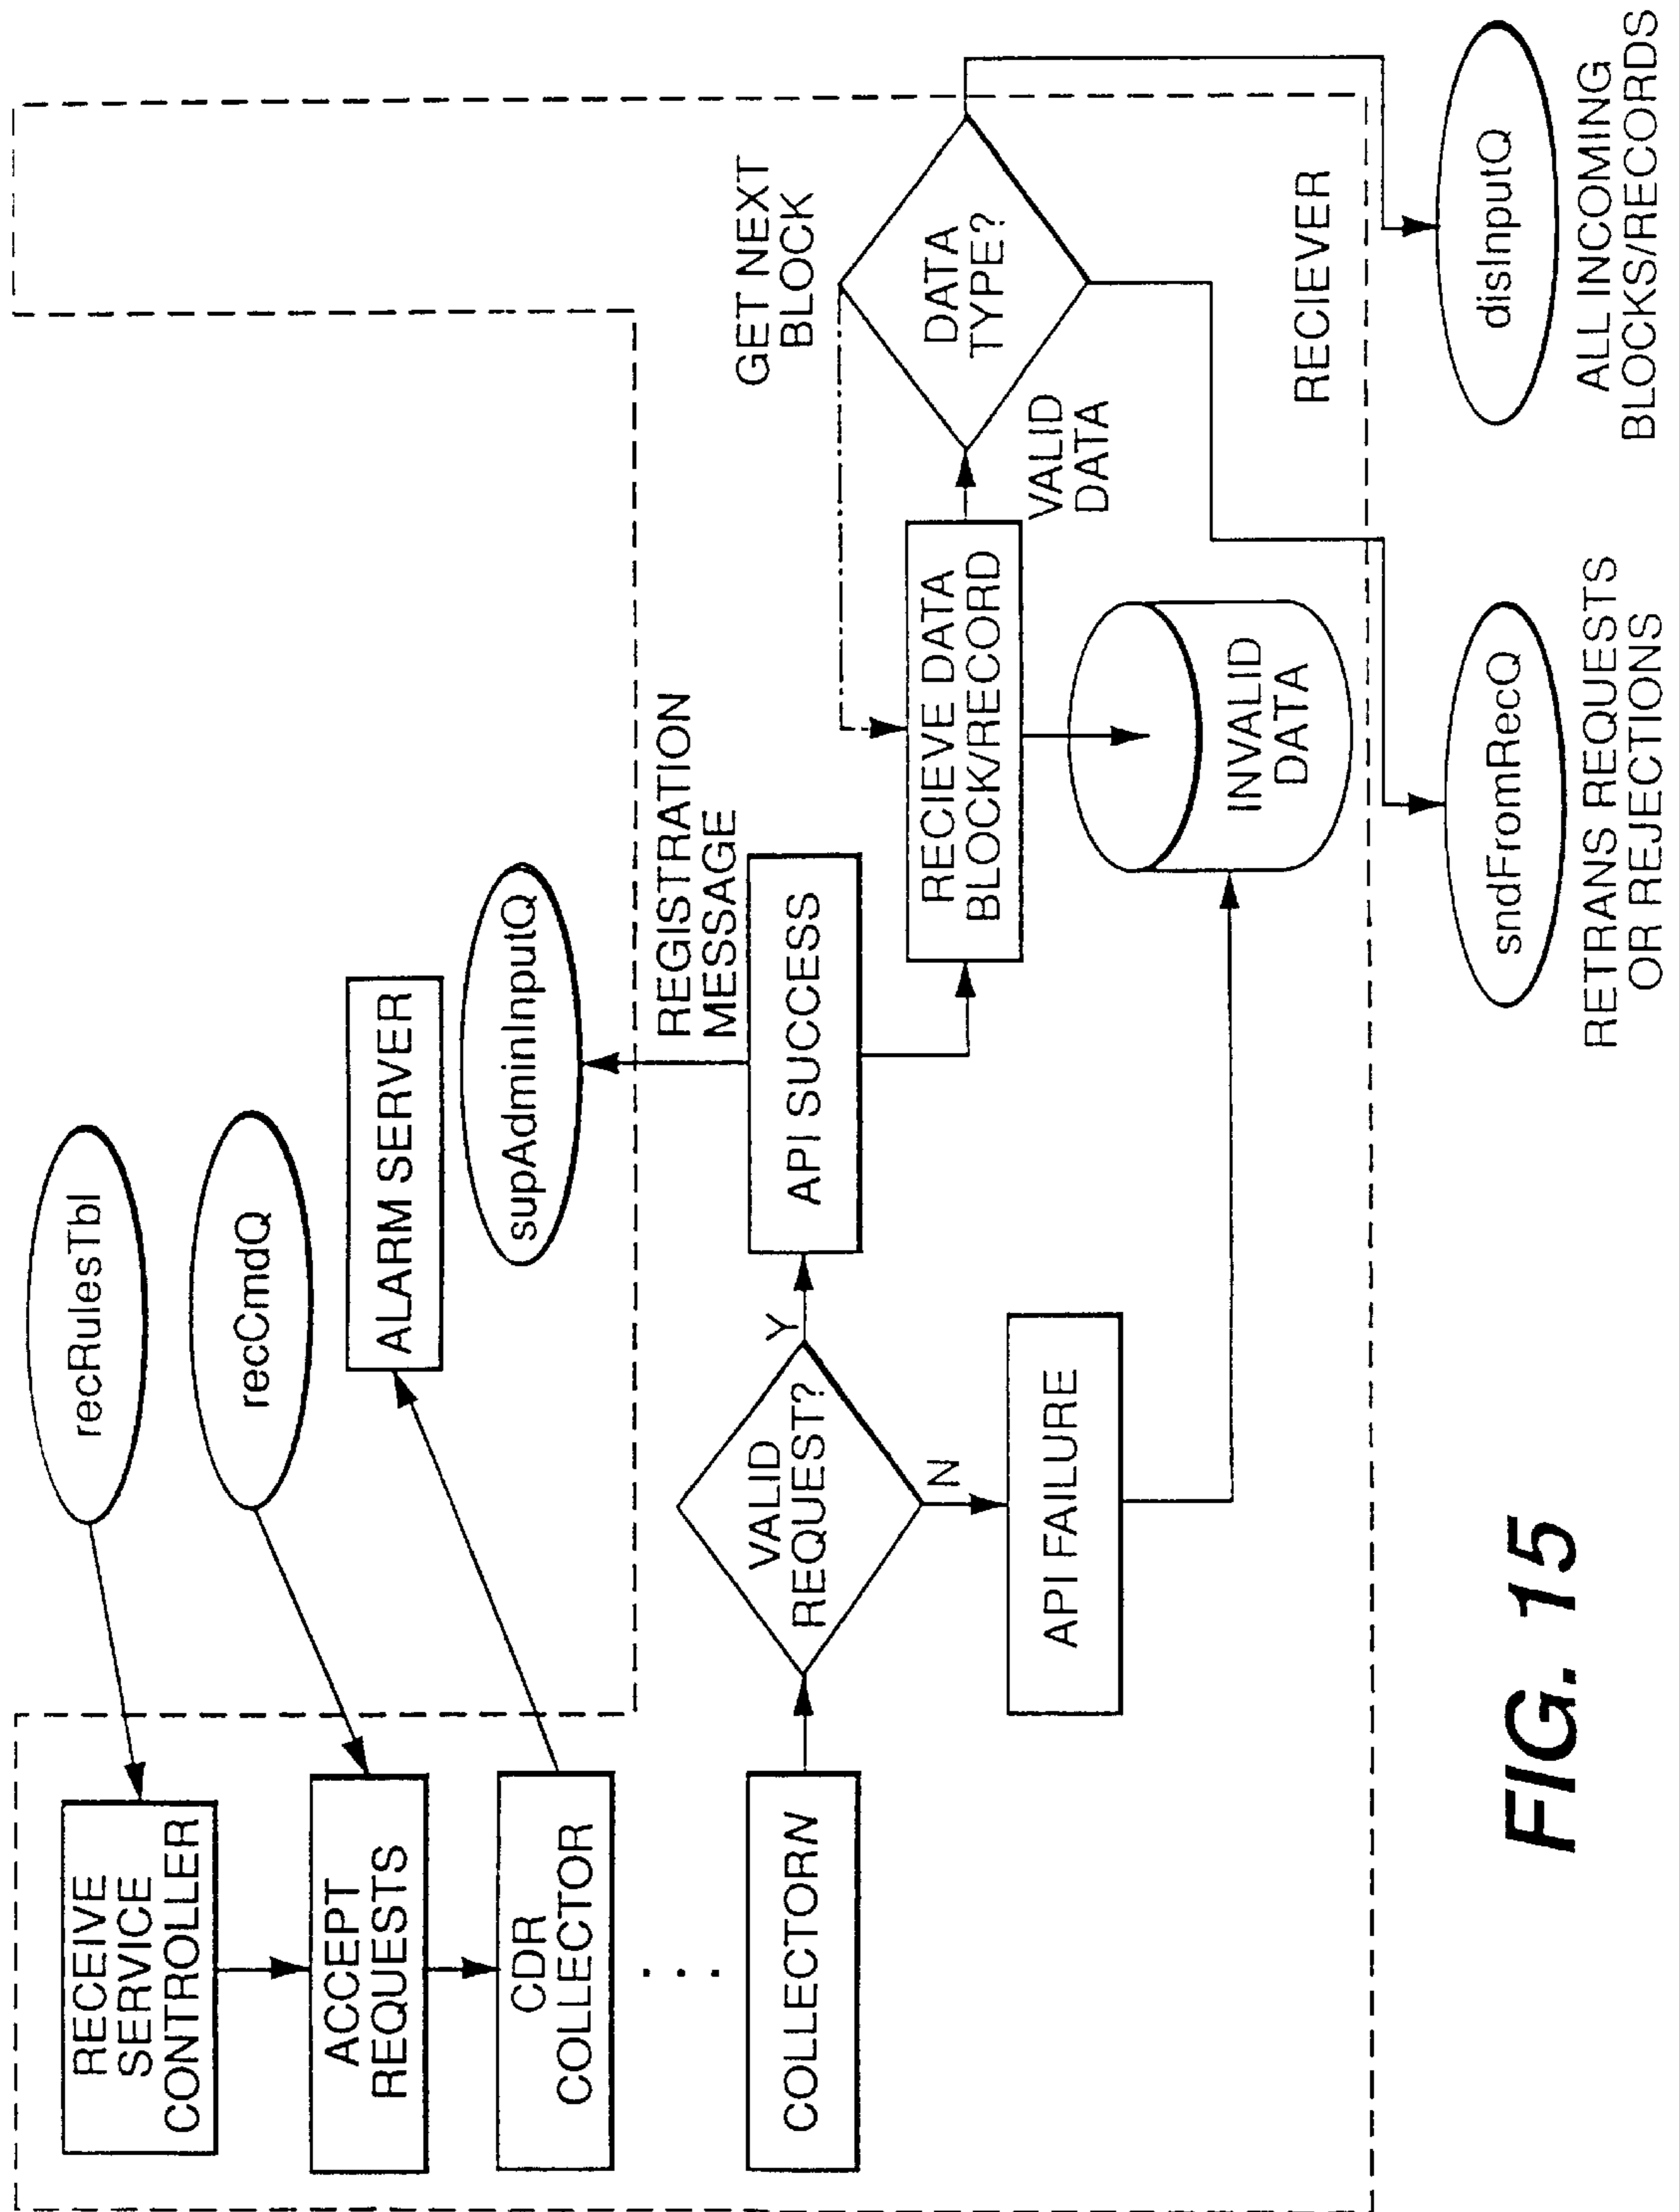 recRulesTbl
recCmdQ
ALARM SERVER
supAdminInputQ
RECEIVE
SERVICE
CONTROLLER
ACCEPT
REQUESTS
CDR
COLLECTOR
. . .
COLLECTORN
VALID
REQUEST?
Y
N
API SUCCESS
REGISTRATION
MESSAGE
API FAILURE
GET NEXT
BLOCK
RECIEVE DATA
BLOCK/RECORD
VALID
DATA
DATA
TYPE?
INVALID
DATA
RECIEVER
sndFromRecQ
RETRANS REQUESTS
OR REJECTIONS
disInputQ
ALL INCOMING
BLOCKS/RECORDS
FIG. 15